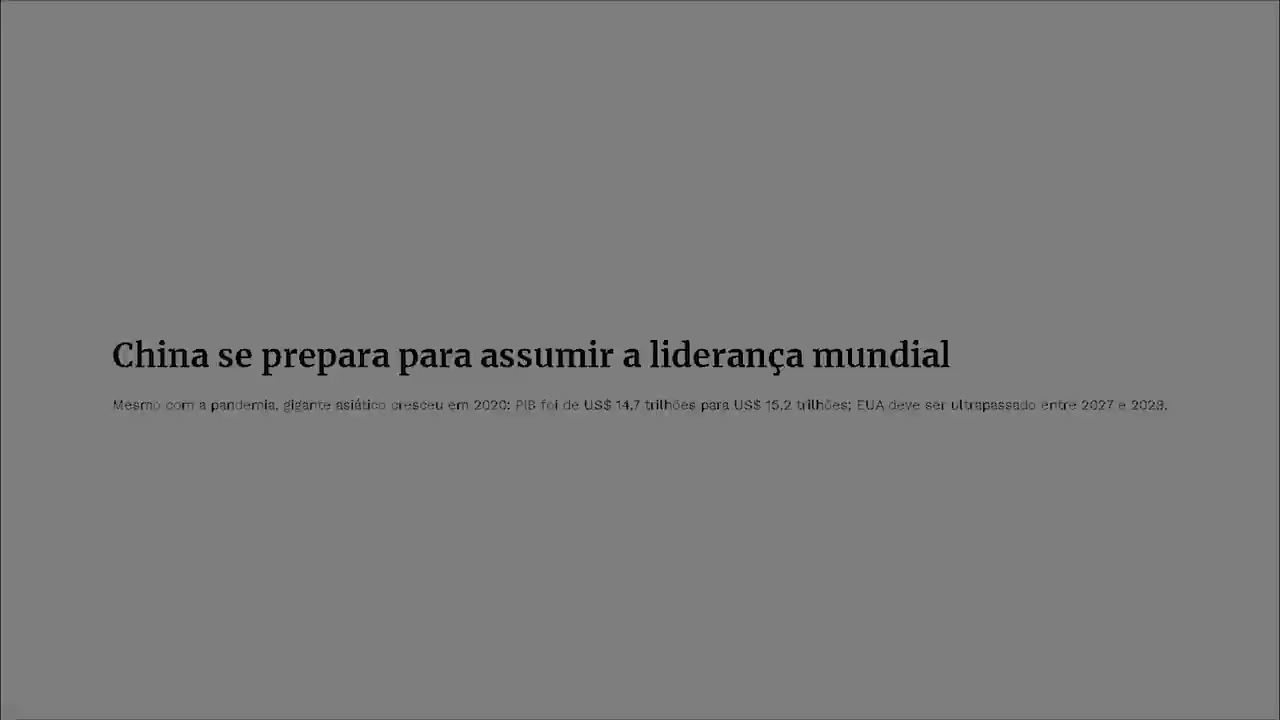 China se prepara para assumir a liderança mundial
Mesmo com a pandemia, gigante asiático cresceu em 2020: PIB foi de US$ 14,7 trilhões para US$ 15,2 trilhões; EUA deve ser ultrapassado entre 2027 e 2028.